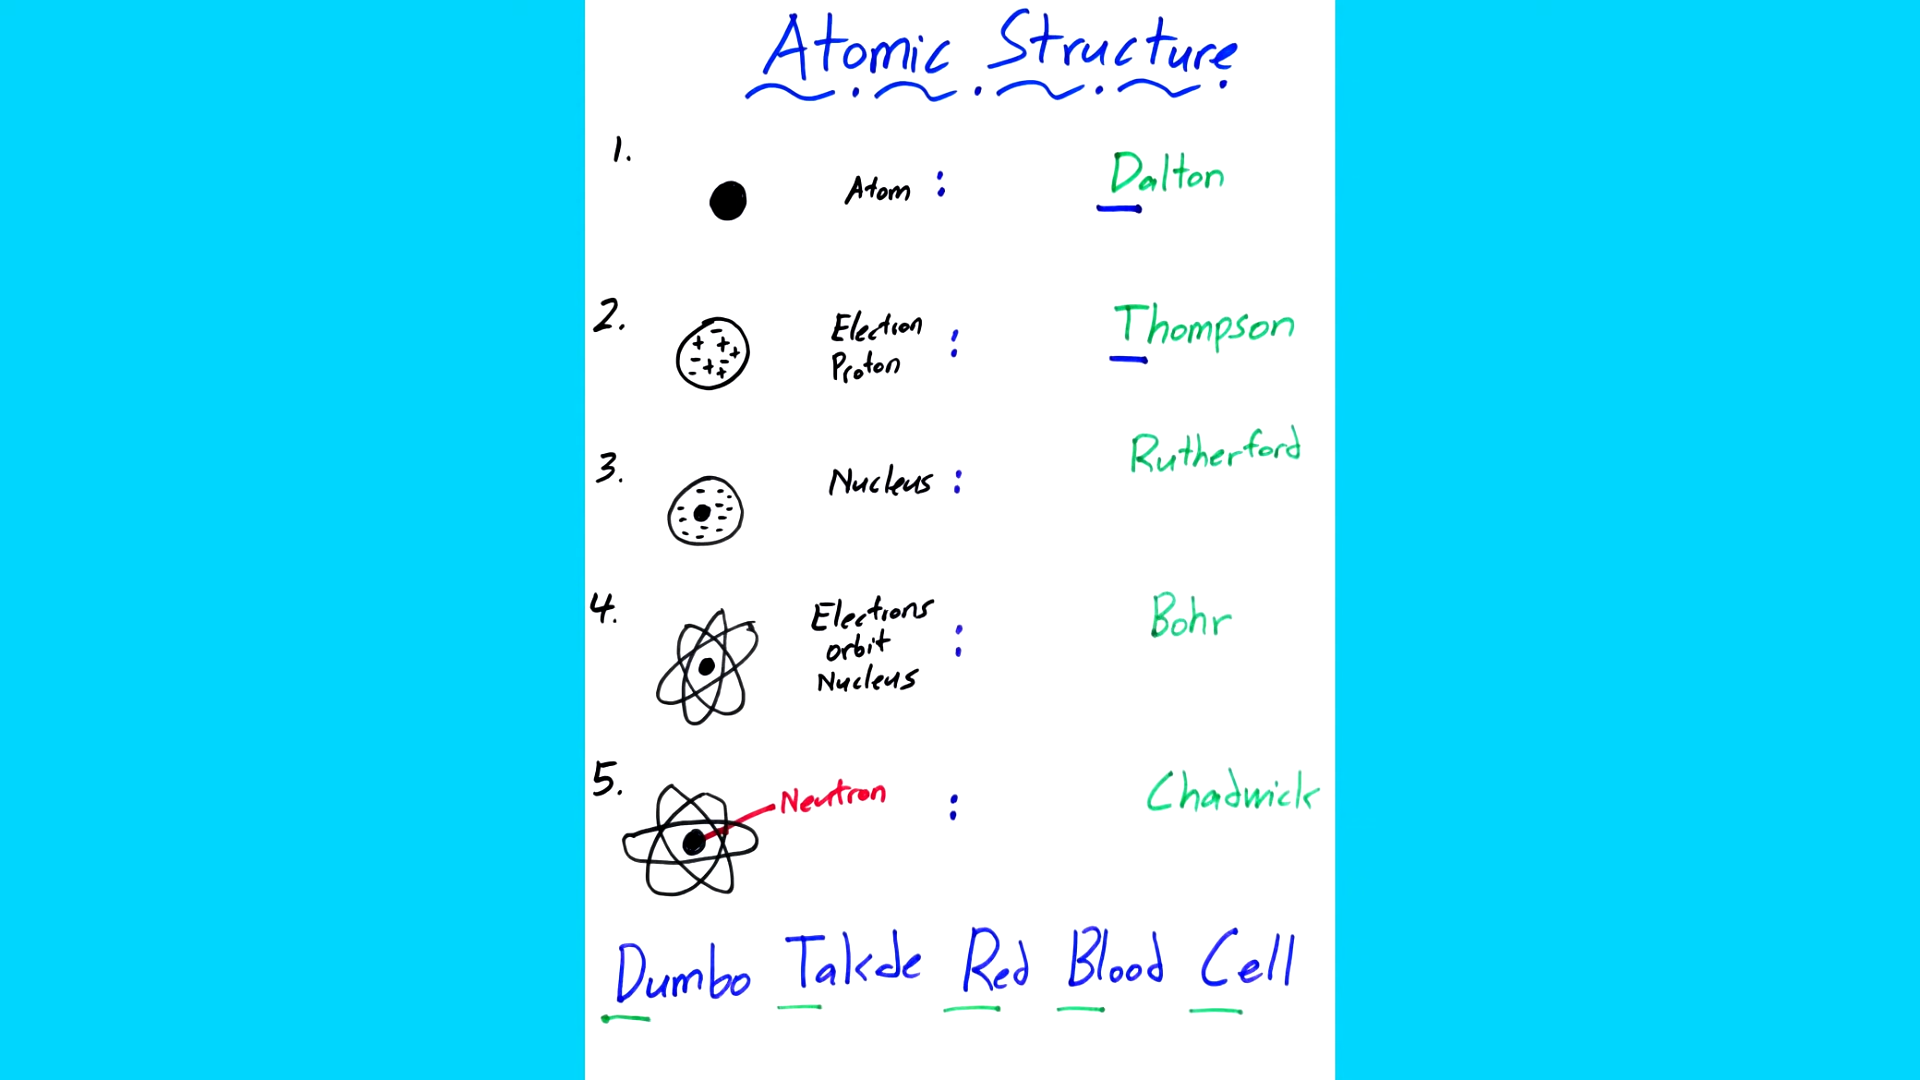 Atomic Structure
1.
Atom : Dalton
2.
Electron
Proton : Thompson
3.
Nucleus : Rutherford
4.
Electrons
orbit
Nucleus : Bohr
5.
Neutron : Chadwick
Dumbo Takde Red Blood Cell